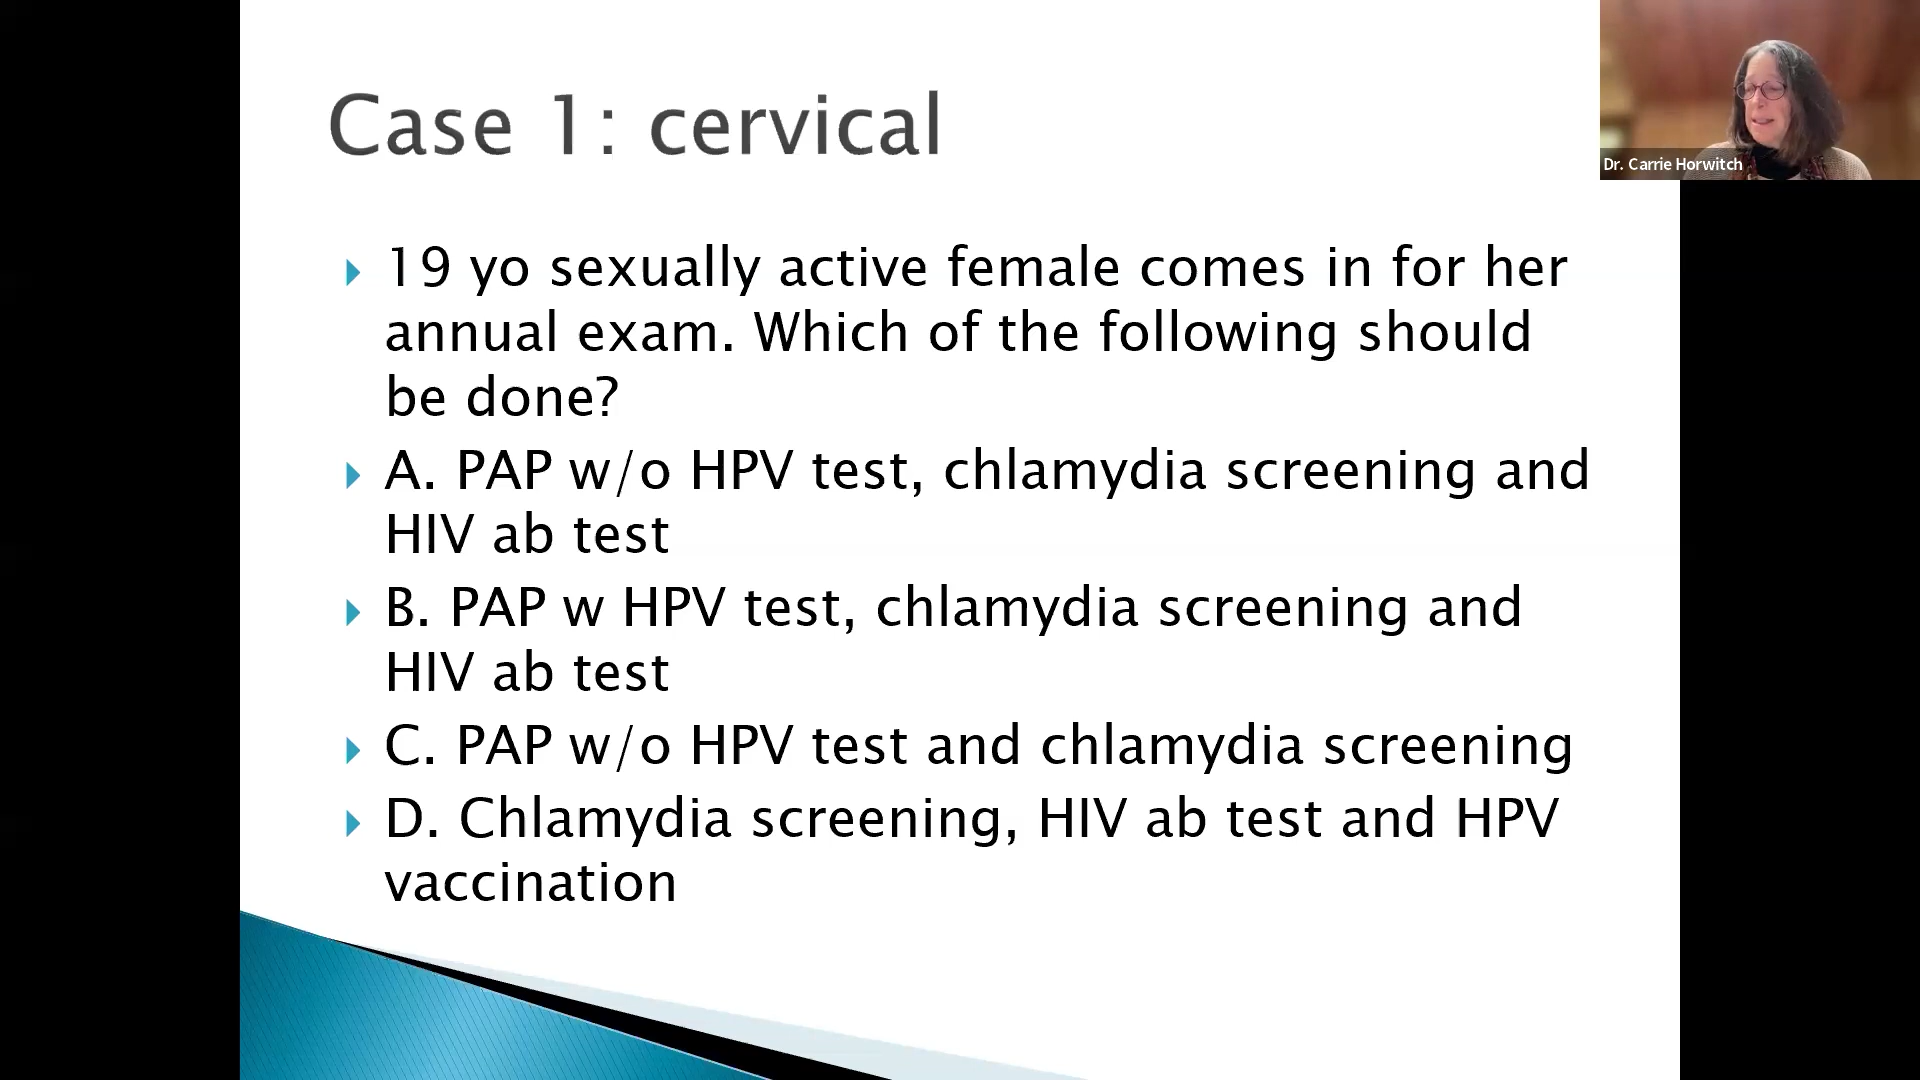 Case 1: cervical
Dr. Carrie Horwitch
19 yo sexually active female comes in for her
annual exam. Which of the following should
be done?
A. PAP w/o HPV test, chlamydia screening and
HIV ab test
B. PAP w HPV test, chlamydia screening and
HIV ab test
C. PAP w/o HPV test and chlamydia screening
D. Chlamydia screening, HIV ab test and HPV
vaccination